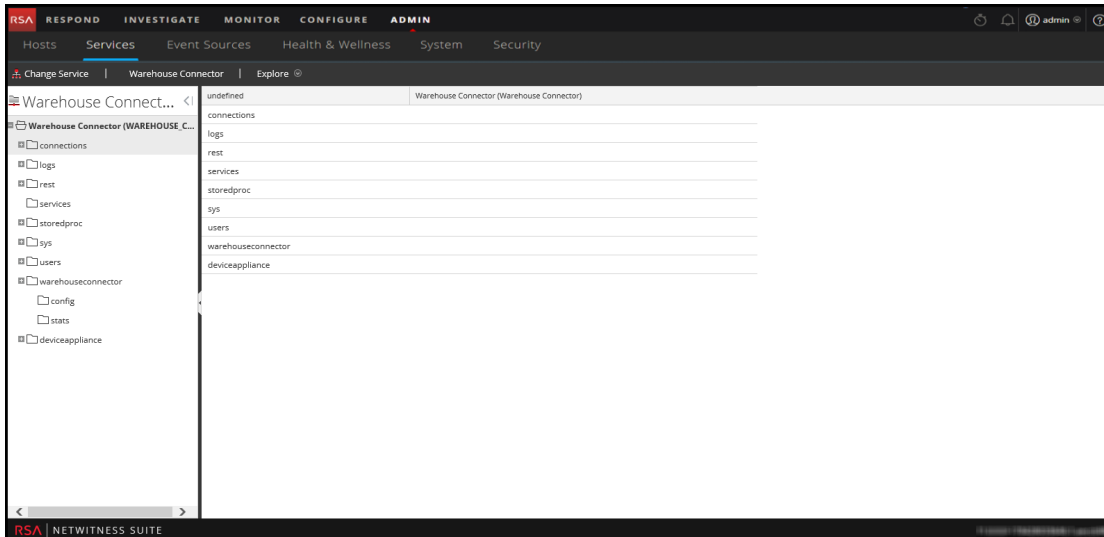 RSA RESPOND INVESTIGATE MONITOR CONFIGURE ADMIN admin ?
Hosts Services Event Sources Health & Wellness System Security
Change Service | Warehouse Connector | Explore
Warehouse Connect...
Warehouse Connector (WAREHOUSE_C...
connections
logs
rest
services
storedproc
sys
users
warehouseconnector
config
stats
deviceappliance
undefined Warehouse Connector (Warehouse Connector)
connections
logs
rest
services
storedproc
sys
users
warehouseconnector
deviceappliance
RSA | NETWITNESS SUITE